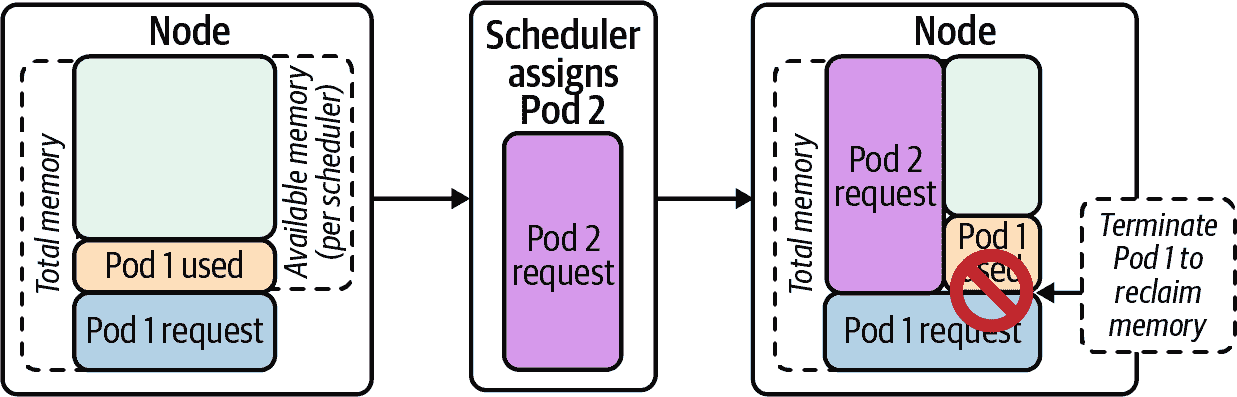 Node
Total memory
Available memory
(per scheduler)
Pod 1 used
Pod 1 request
Scheduler
assigns
Pod 2
Pod 2
request
Node
Total memory
Pod 2
request
Pod 1
used
Pod 1 request
Terminate
Pod 1 to
reclaim
memory